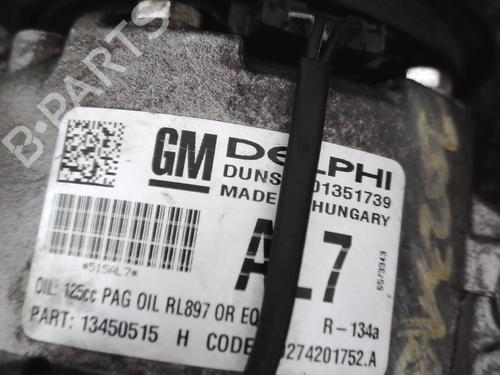 B-PARTS
GM DELPHI
DUNS 01351739
MADE HUNGARY
*515AL7*
AL7
6573343
OIL: 125cc PAG OIL RL897 OR EQ
R-134a
PART: 13450515 H CODE 274201752.A